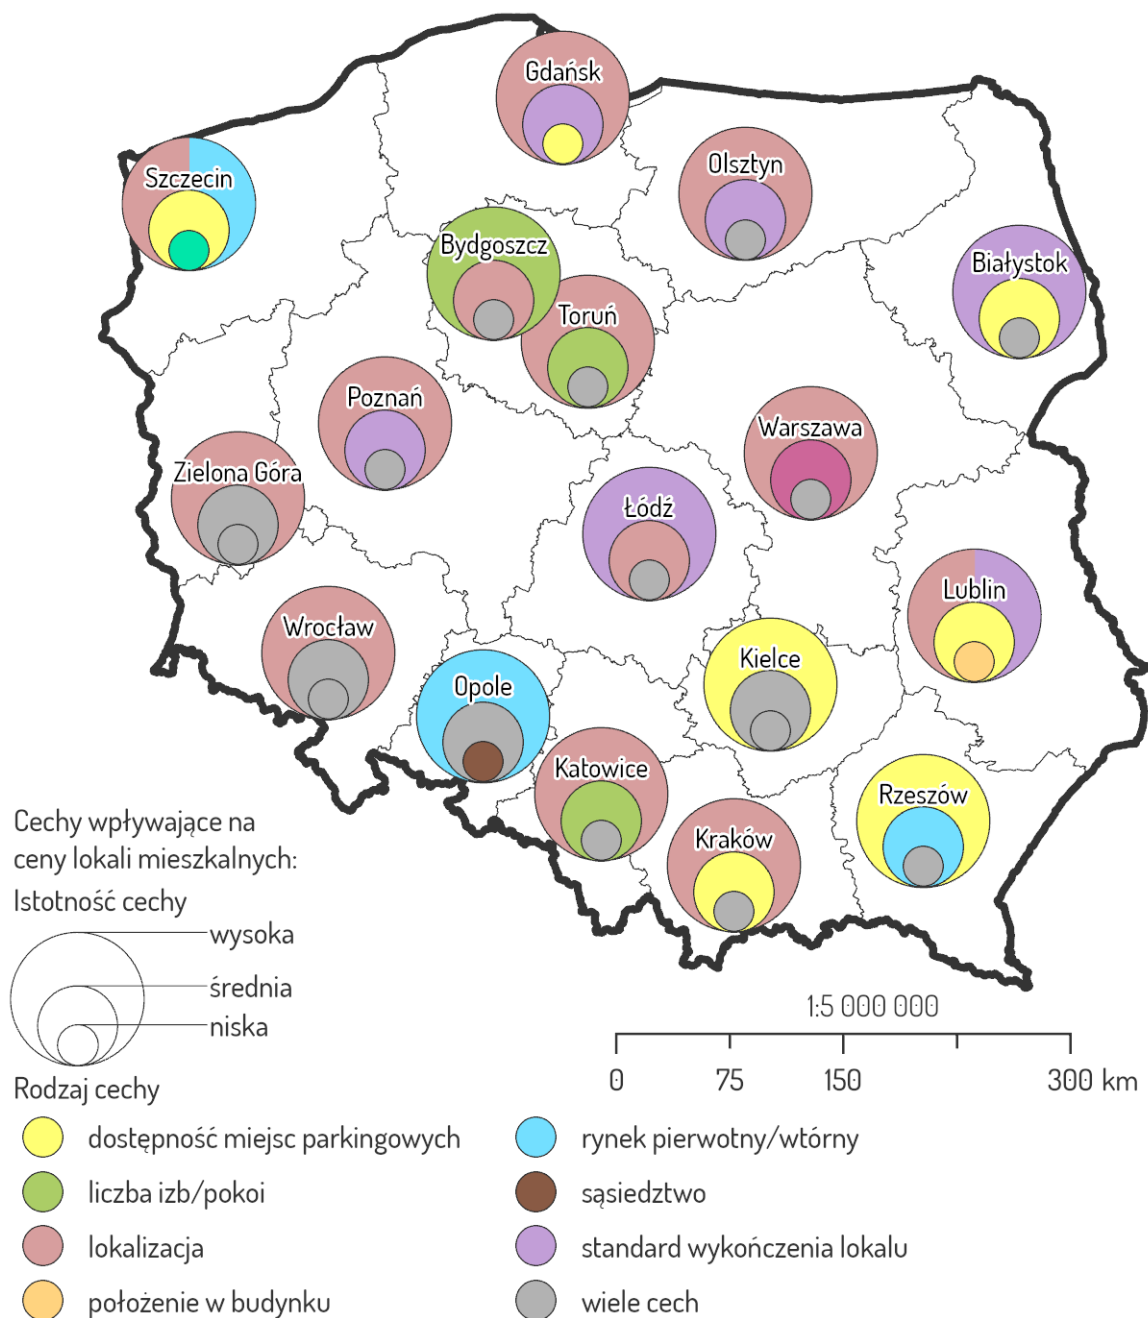 Gdańsk
Olsztyn
Szczecin
Bydgoszcz
Białystok
Toruń
Poznań
Warszawa
Zielona Góra
Łódź
Lublin
Wrocław
Kielce
Opole
Katowice
Rzeszów
Kraków
Cechy wpływające na
ceny lokali mieszkalnych:
Istotność cechy
wysoka
średnia
niska
1:5 000 000
0 75 150 300 km
Rodzaj cechy
dostępność miejsc parkingowych
rynek pierwotny/wtórny
liczba izb/pokoi
sąsiedztwo
lokalizacja
standard wykończenia lokalu
położenie w budynku
wiele cech